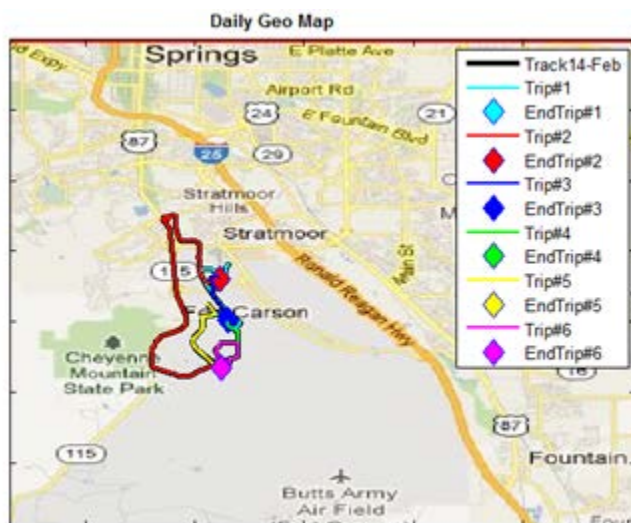 Daily Geo Map
Springs
E Platte Ave
Expy
Airport Rd
24
21
E Fountain Blvd
87
25
29
Stratmoor
Hills
Stratmoor
115
Ronald Reagan Hwy
Carson
Cheyenne
Mountain
State Park
16
87
115
Fountain
Butts Army
Air Field
Track14-Feb
Trip#1
EndTrip#1
Trip#2
EndTrip#2
Trip#3
EndTrip#3
Trip#4
EndTrip#4
Trip#5
EndTrip#5
Trip#6
EndTrip#6